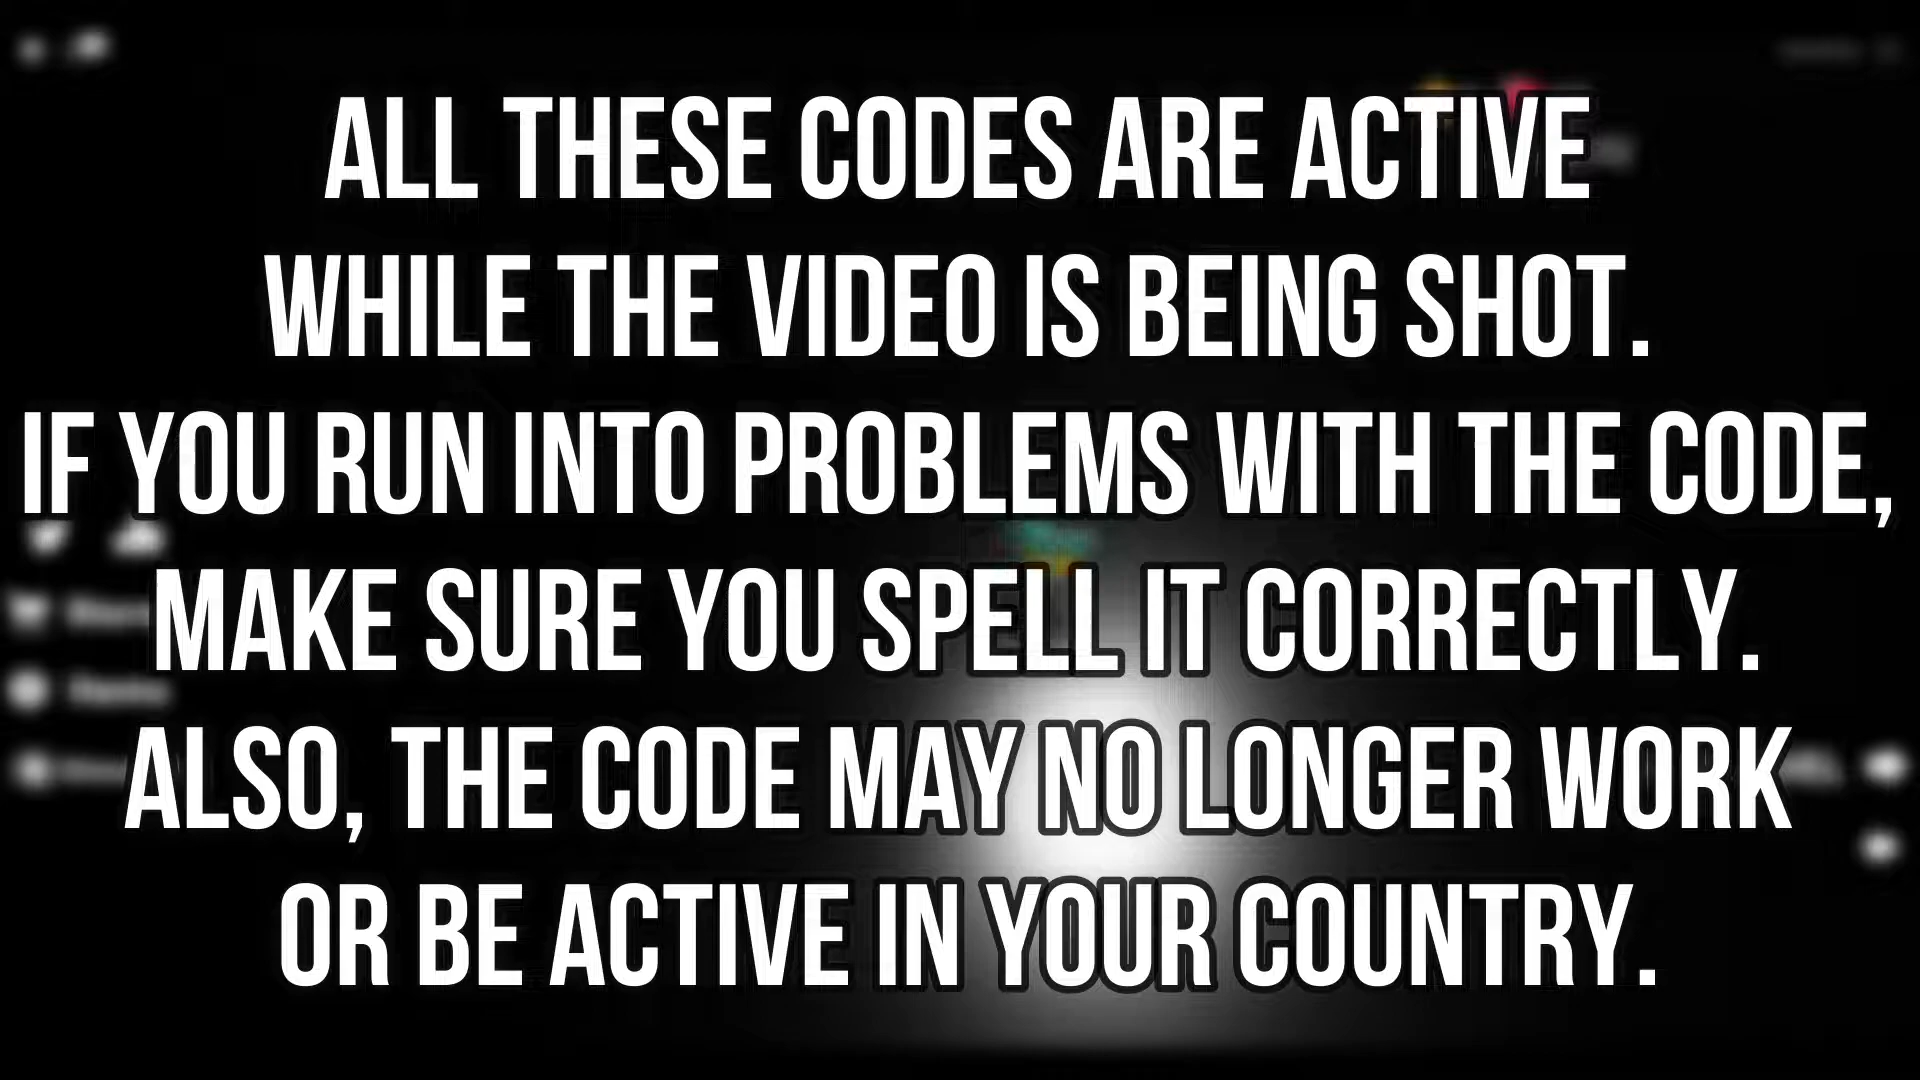 ALL THESE CODES ARE ACTIVE
WHILE THE VIDEO IS BEING SHOT.
IF YOU RUN INTO PROBLEMS WITH THE CODE,
MAKE SURE YOU SPELL IT CORRECTLY.
ALSO, THE CODE MAY NO LONGER WORK
OR BE ACTIVE IN YOUR COUNTRY.